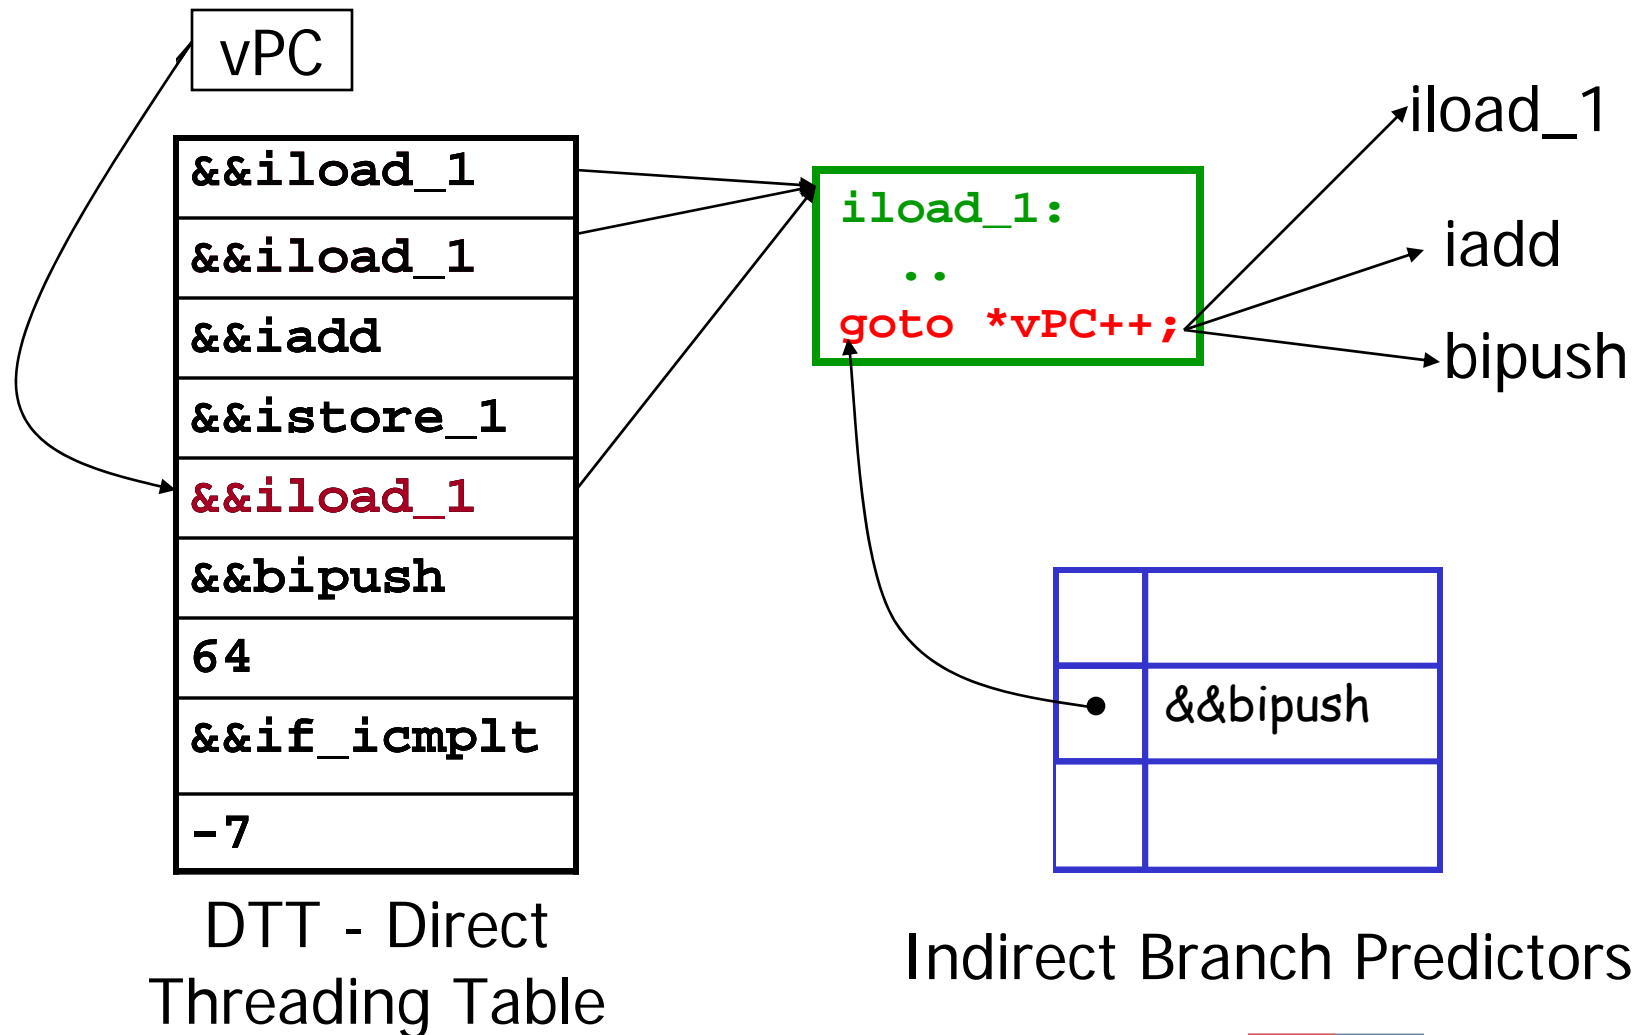 vPC
&&iload_1
&&iload_1
&&iadd
&&istore_1
&&iload_1
&&bipush
64
&&if_icmplt
-7
DTT - Direct
Threading Table
iload_1:
..
goto *vPC++;
iload_1
iadd
bipush
&&bipush
Indirect Branch Predictors